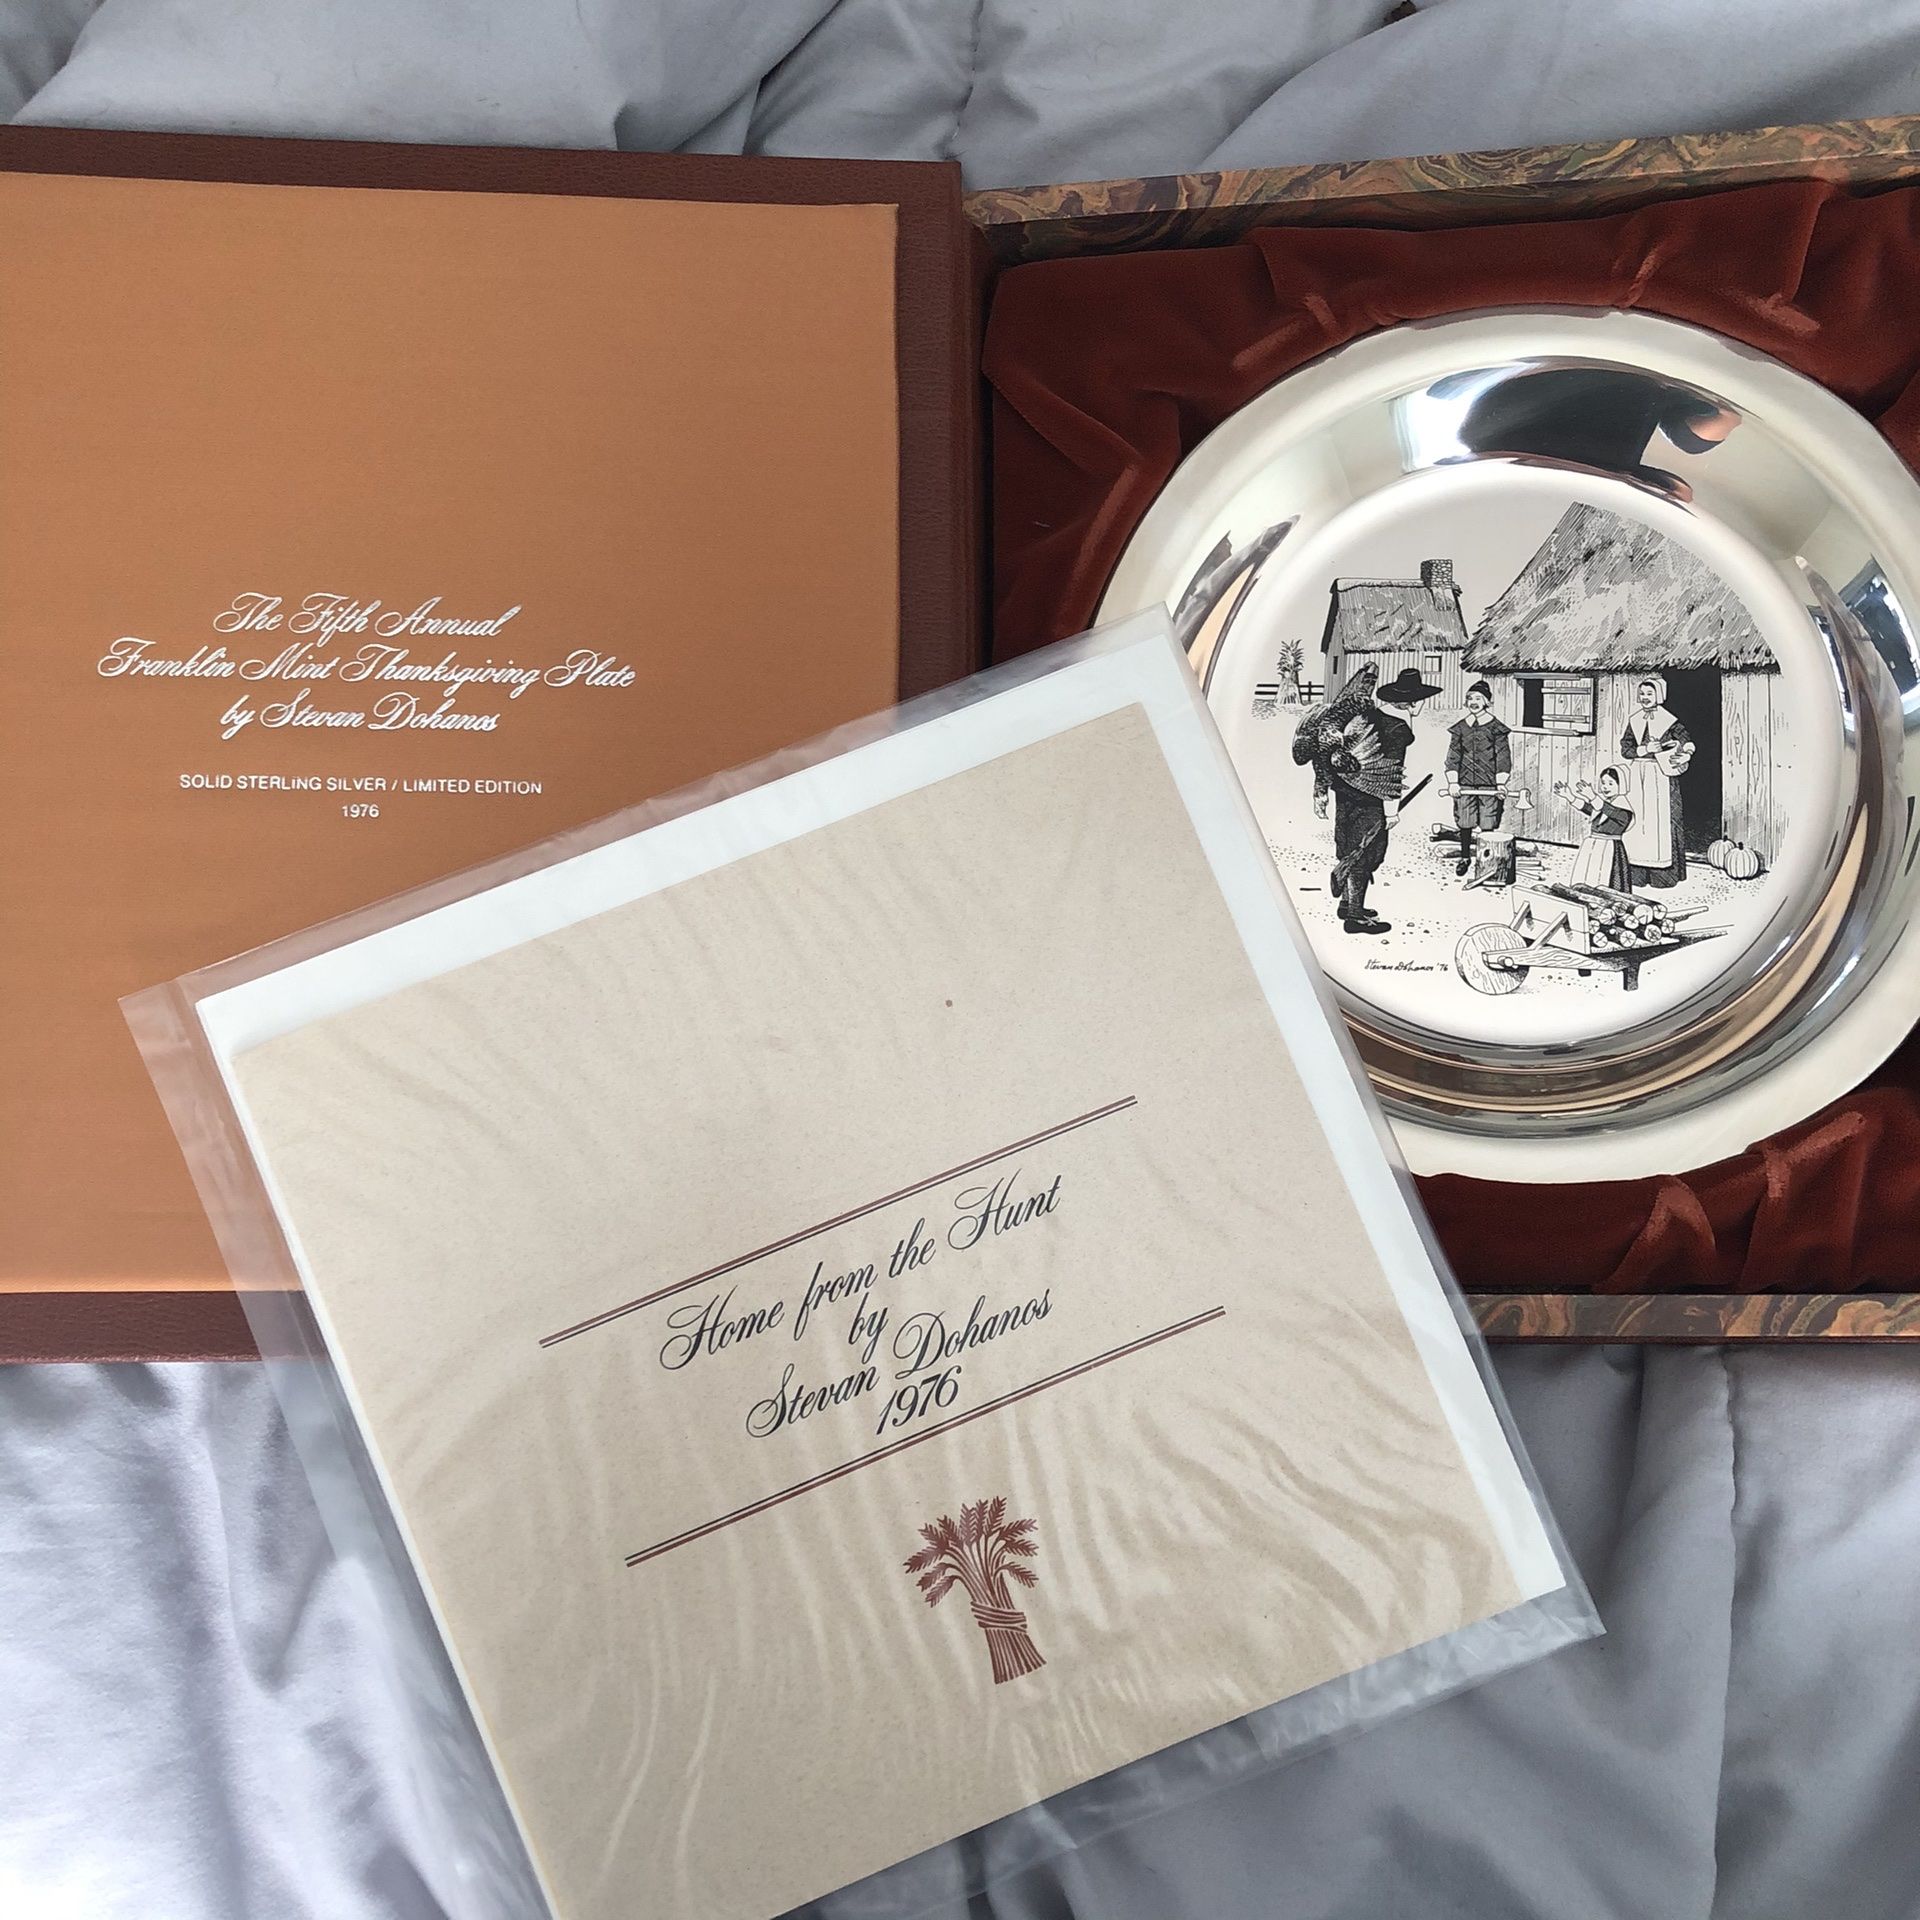 The Fifth Annual
Franklin Mint Thanksgiving Plate
by Stevan Dohanos
SOLID STERLING SILVER / LIMITED EDITION
1976
Stevan Dohanos '76
Home from the Hunt
by
Stevan Dohanos
1976